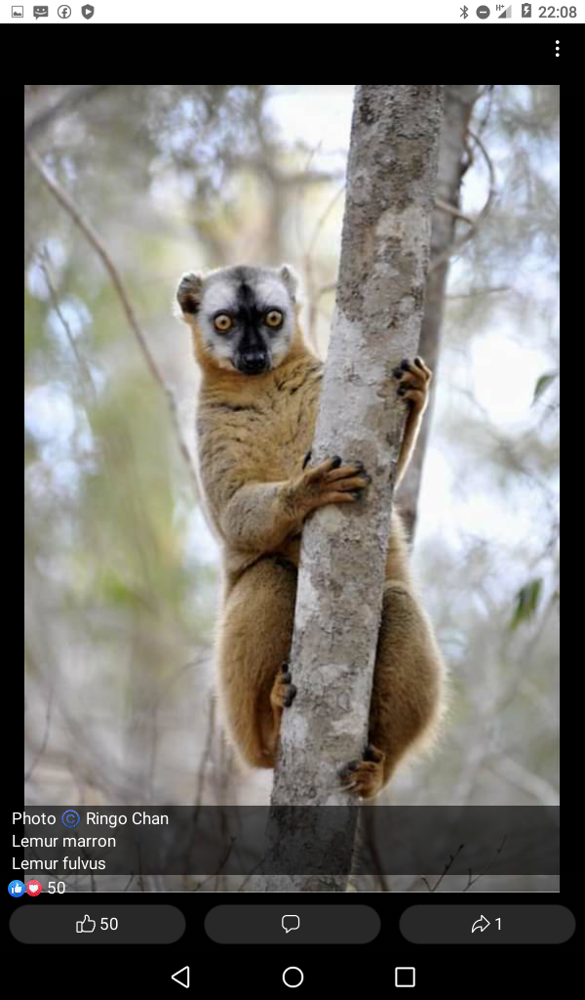 H+ 22:08
Photo © Ringo Chan
Lemur marron
Lemur fulvus
50
50
1